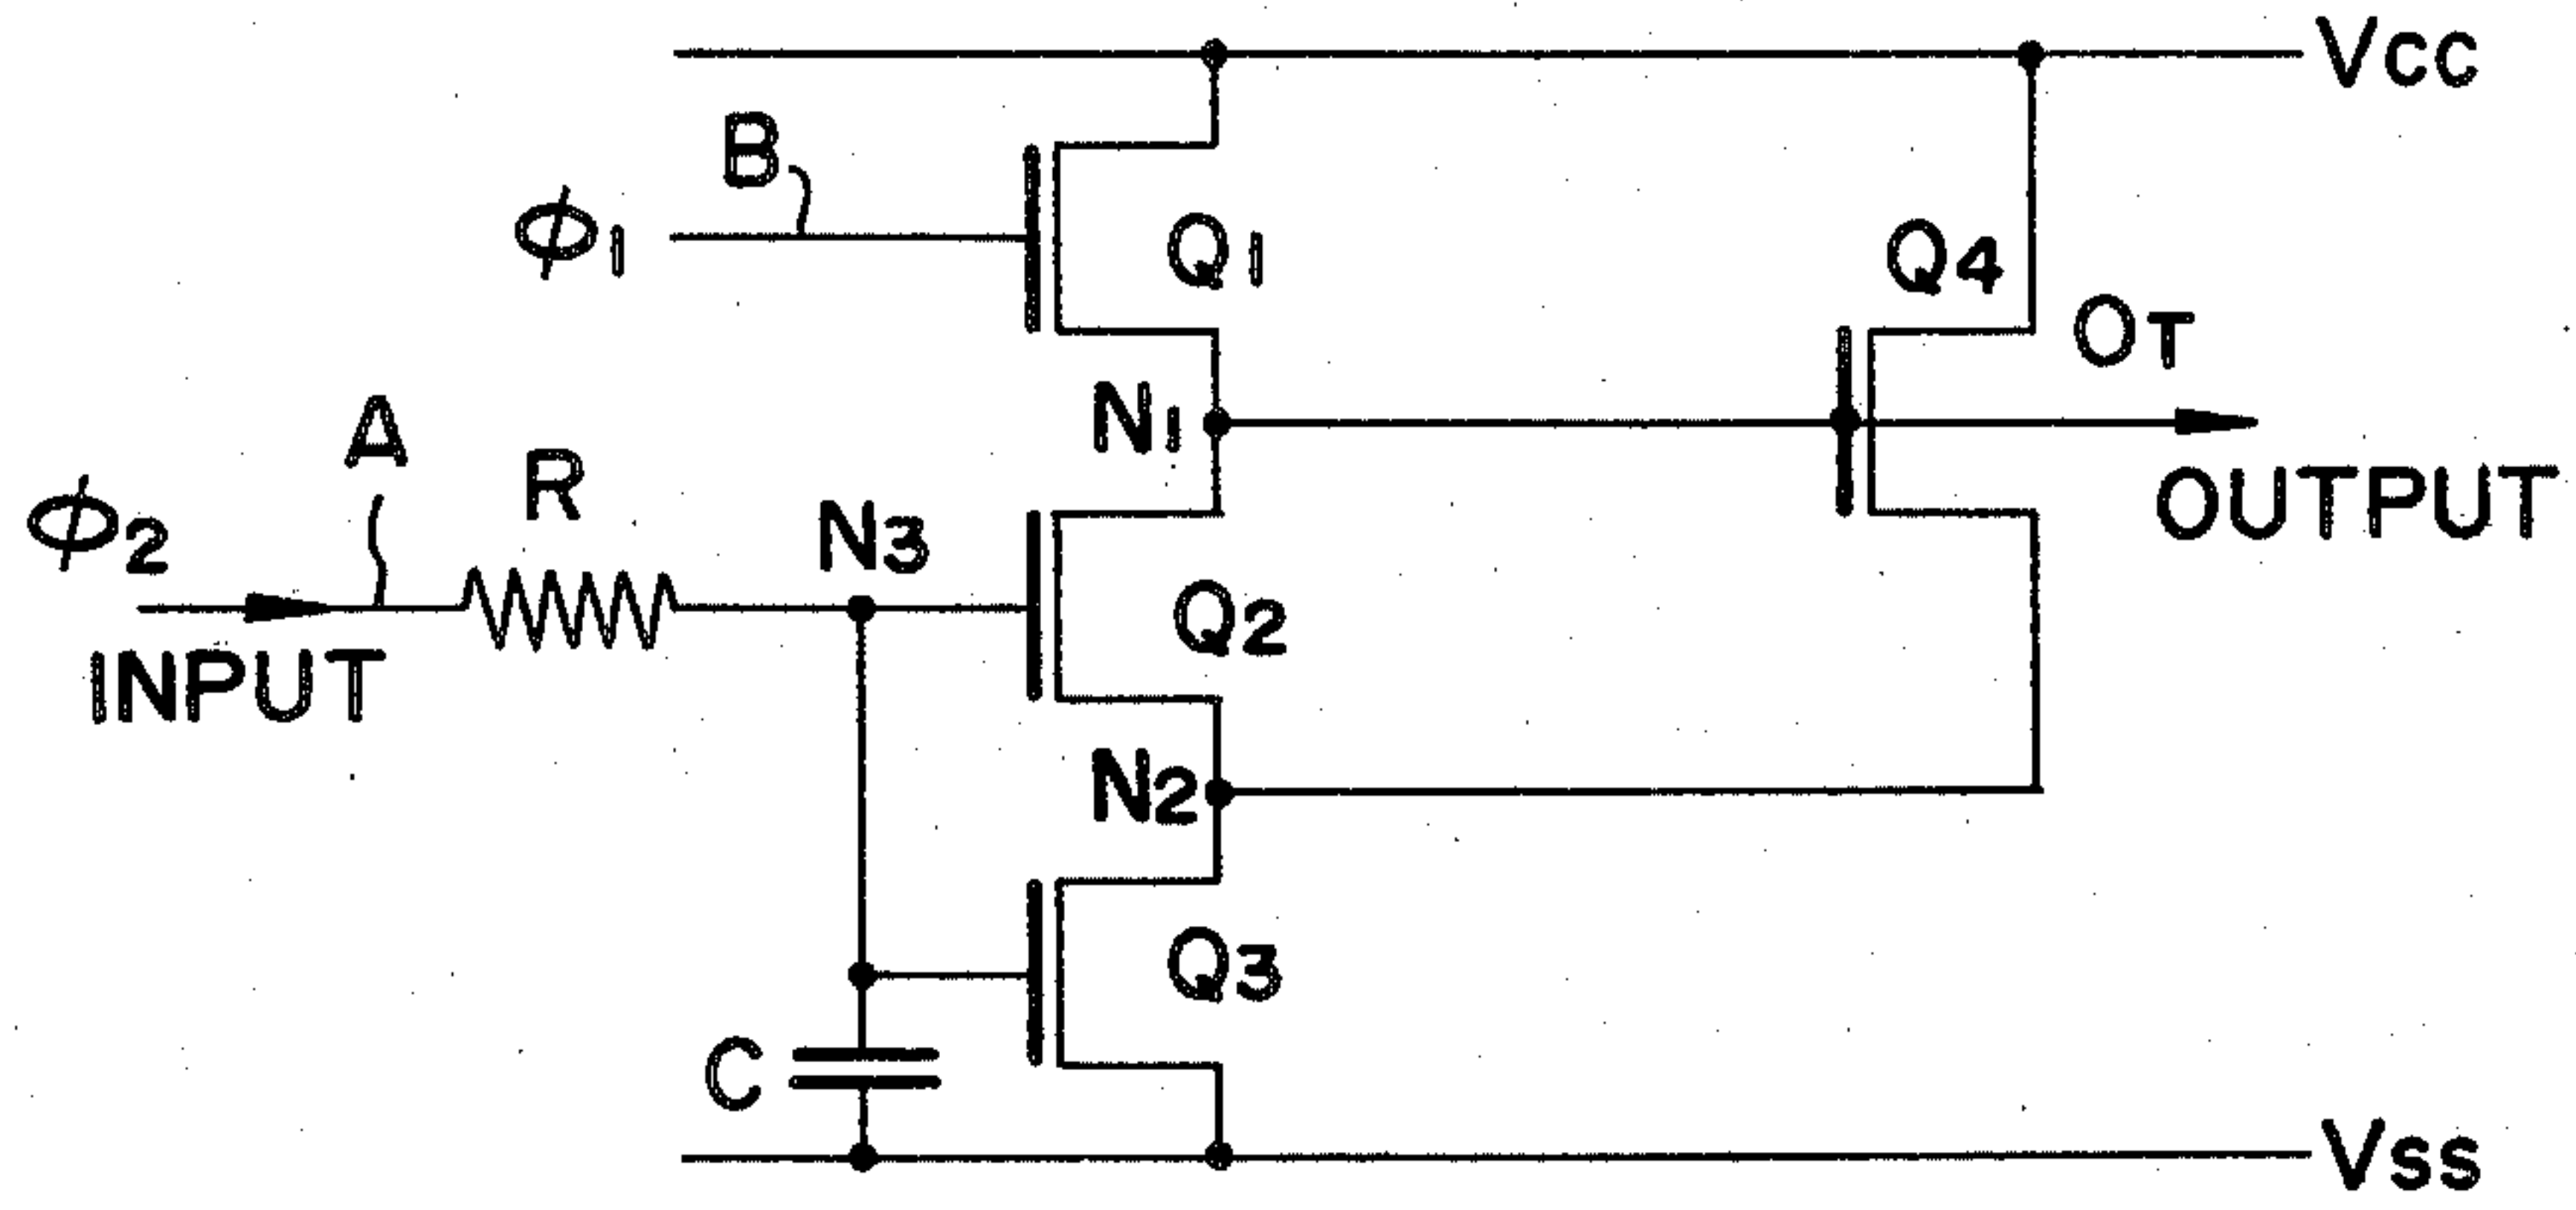 Vcc
B
ϕ1
Q1
Q4
OT
A
R
N1
ϕ2
N3
OUTPUT
INPUT
Q2
N2
Q3
C
Vss